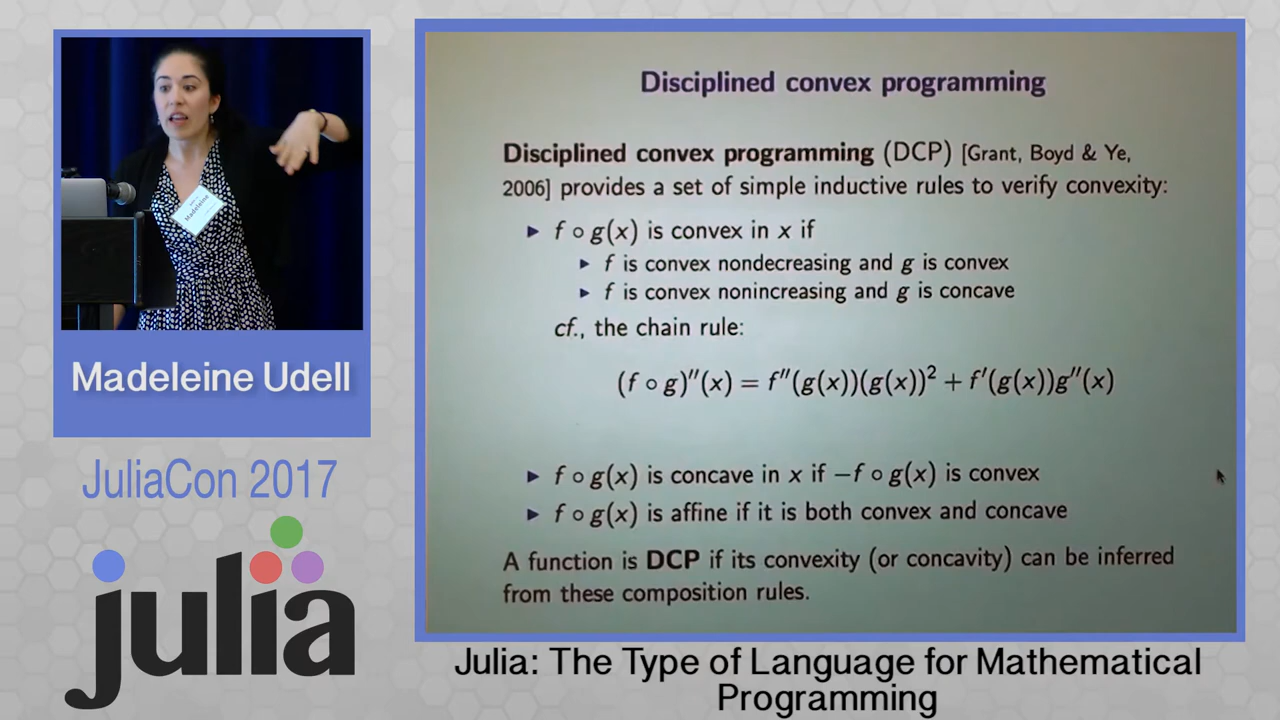 Disciplined convex programming
Disciplined convex programming (DCP) [Grant, Boyd & Ye,
2006] provides a set of simple inductive rules to verify convexity:
▸ f ∘ g(x) is convex in x if
▸ f is convex nondecreasing and g is convex
▸ f is convex nonincreasing and g is concave
cf., the chain rule:
(f ∘ g)′′(x) = f′′(g(x))(g(x))² + f′(g(x))g′′(x)
▸ f ∘ g(x) is concave in x if −f ∘ g(x) is convex
▸ f ∘ g(x) is affine if it is both convex and concave
A function is DCP if its convexity (or concavity) can be inferred
from these composition rules.
Madeleine
Madeleine Udell
JuliaCon 2017
julia
Julia: The Type of Language for Mathematical
Programming